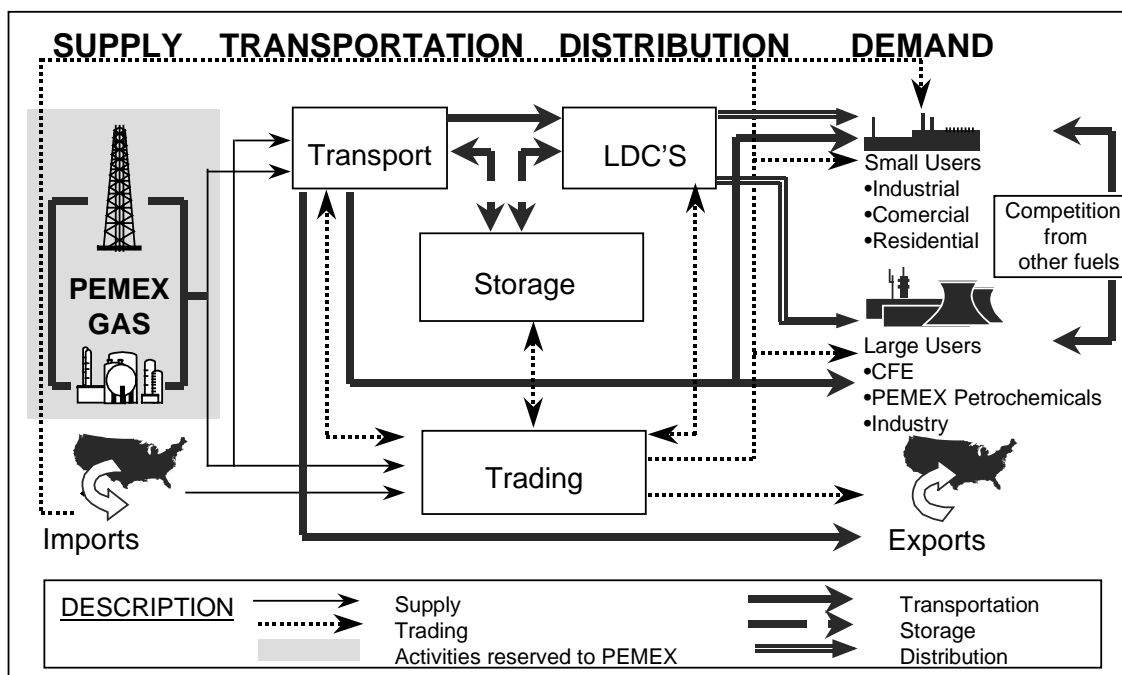 SUPPLY TRANSPORTATION DISTRIBUTION DEMAND
Transport
LDC'S
Storage
Trading
PEMEX
GAS
Imports
Small Users
•Industrial
•Comercial
•Residential
Competition
from
other fuels
Large Users
•CFE
•PEMEX Petrochemicals
•Industry
Exports
DESCRIPTION
Supply
Trading
Activities reserved to PEMEX
Transportation
Storage
Distribution